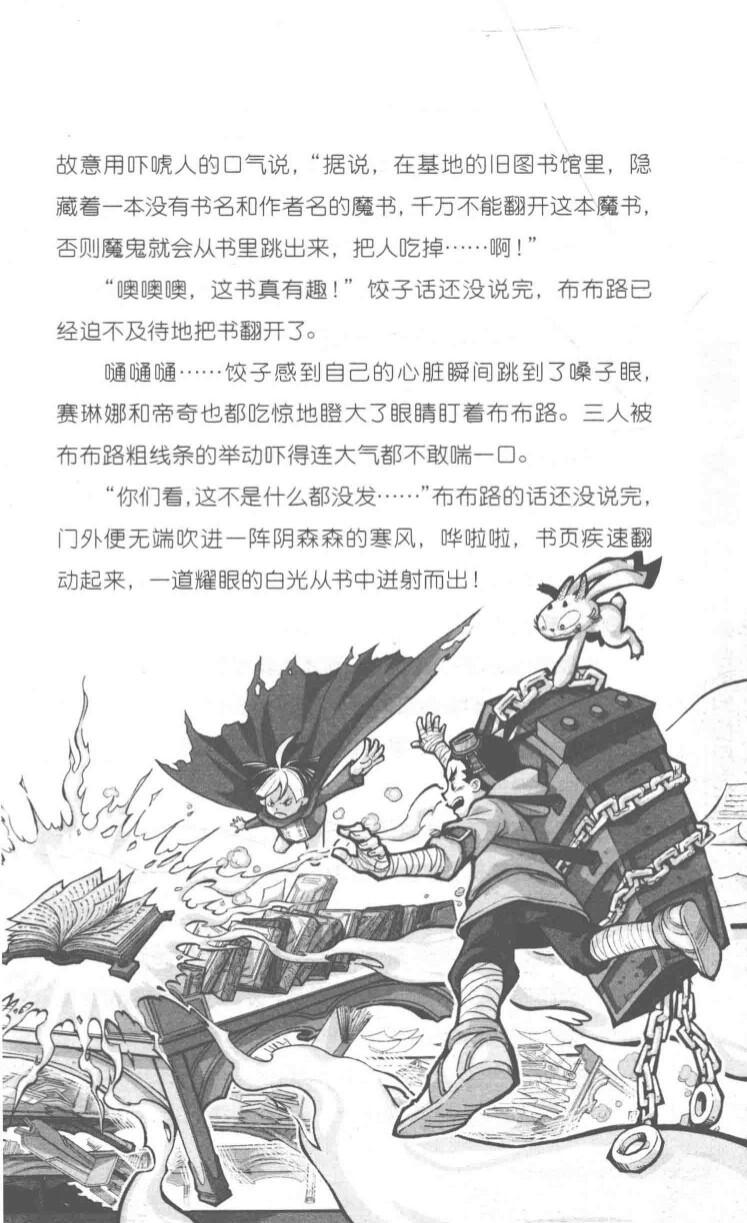 故意用吓唬人的口气说，“据说，在基地的旧图书馆里，隐
藏着一本没有书名和作者名的魔书，千万不能翻开这本魔书，
否则魔鬼就会从书里跳出来，把人吃掉……啊！”
“噢噢噢，这书真有趣！”饺子话还没说完，布布路已
经迫不及待地把书翻开了。
嗵嗵嗵……饺子感到自己的心脏瞬间跳到了嗓子眼，
赛琳娜和帝奇也都吃惊地瞪大了眼睛盯着布布路。三人被
布布路粗线条的举动吓得连大气都不敢喘一口。
“你们看，这不是什么都没发……”布布路的话还没说完，
门外便无端吹进一阵阴森森的寒风，哗啦啦，书页疾速翻
动起来，一道耀眼的白光从书中迸射而出！